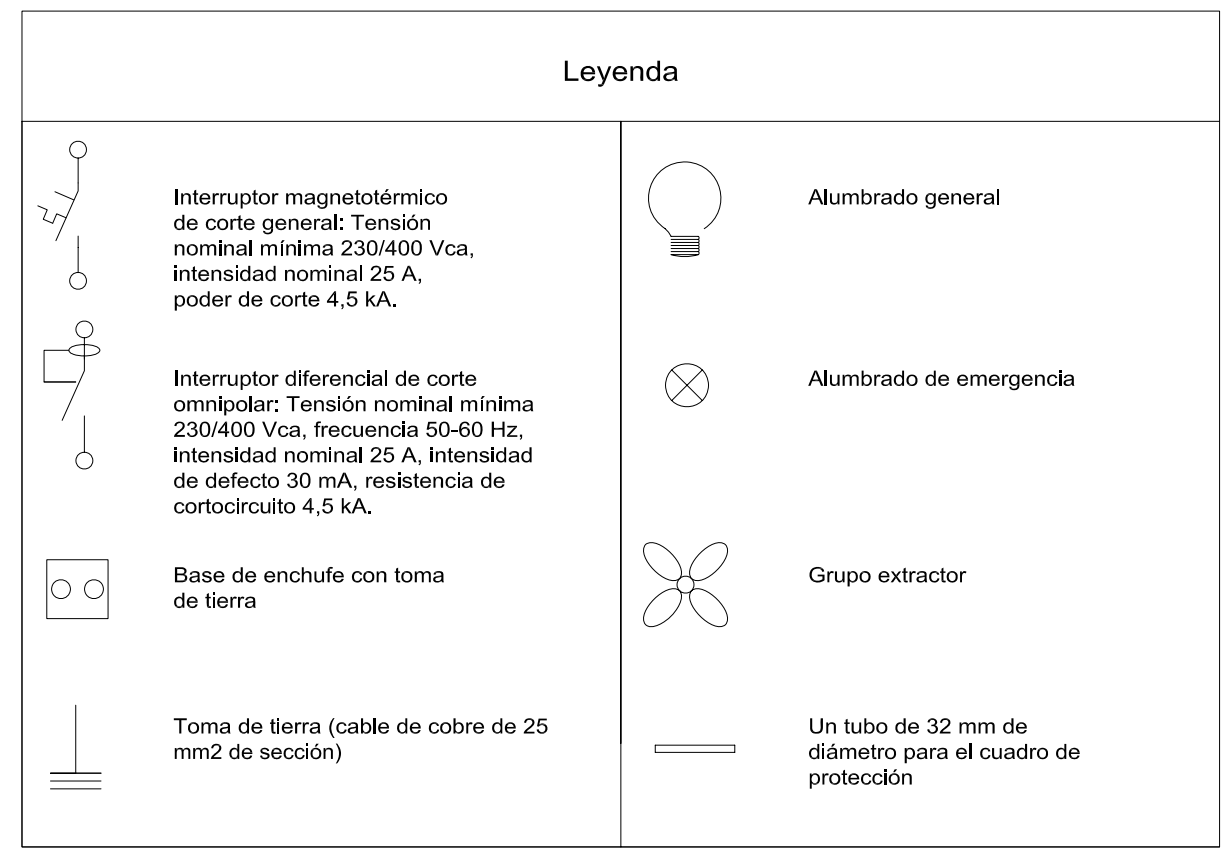 Leyenda
Interruptor magnetotérmico
de corte general: Tensión
nominal mínima 230/400 Vca,
intensidad nominal 25 A,
poder de corte 4,5 kA.
Interruptor diferencial de corte
omnipolar: Tensión nominal mínima
230/400 Vca, frecuencia 50-60 Hz,
intensidad nominal 25 A, intensidad
de defecto 30 mA, resistencia de
cortocircuito 4,5 kA.
Base de enchufe con toma
de tierra
Toma de tierra (cable de cobre de 25
mm2 de sección)
Alumbrado general
Alumbrado de emergencia
Grupo extractor
Un tubo de 32 mm de
diámetro para el cuadro de
protección